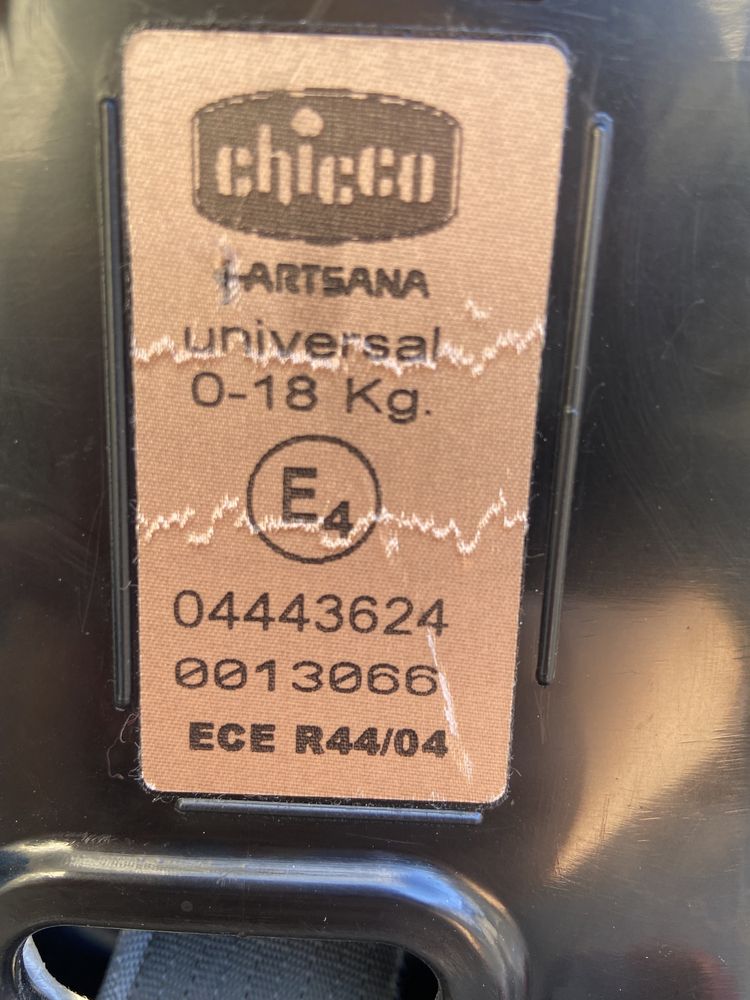 chicco
ARTSANA
universal
0-18 Kg.
E4
04443624
0013066
ECE R44/04